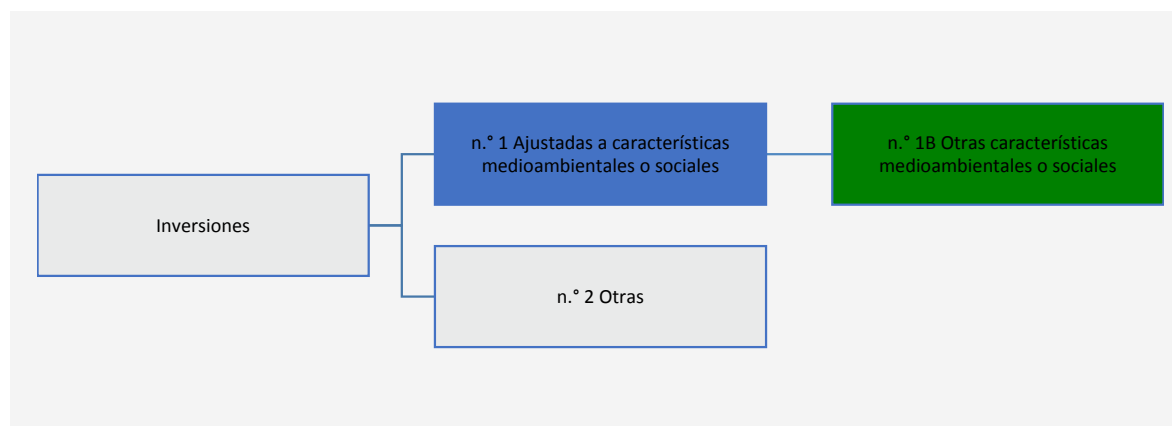 n.° 1 Ajustadas a características
medioambientales o sociales
n.° 1B Otras características
medioambientales o sociales
Inversiones
n.° 2 Otras